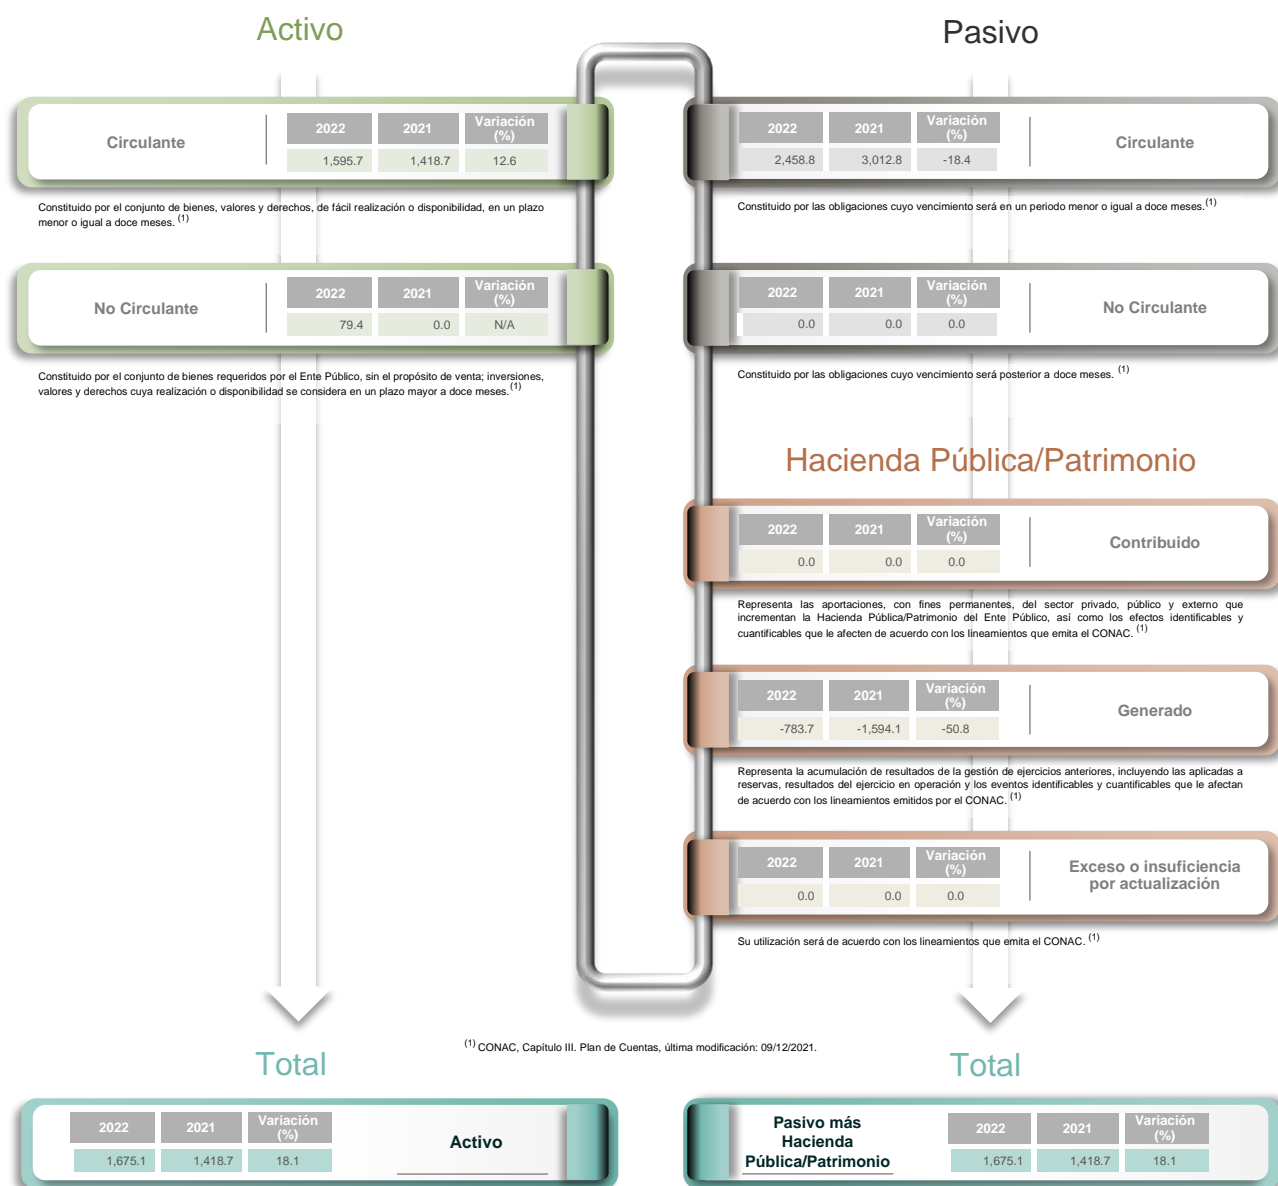 Activo
Circulante
2022 2021 Variación (%)
1,595.7 1,418.7 12.6
Constituido por el conjunto de bienes, valores y derechos, de fácil realización o disponibilidad, en un plazo
menor o igual a doce meses. (1)
No Circulante
2022 2021 Variación (%)
79.4 0.0 N/A
Constituido por el conjunto de bienes requeridos por el Ente Público, sin el propósito de venta; inversiones,
valores y derechos cuya realización o disponibilidad se considera en un plazo mayor a doce meses. (1)
Pasivo
2022 2021 Variación (%)
2,458.8 3,012.8 -18.4
Circulante
Constituido por las obligaciones cuyo vencimiento será en un periodo menor o igual a doce meses. (1)
2022 2021 Variación (%)
0.0 0.0 0.0
No Circulante
Constituido por las obligaciones cuyo vencimiento será posterior a doce meses. (1)
Hacienda Pública/Patrimonio
2022 2021 Variación (%)
0.0 0.0 0.0
Contribuido
Representa las aportaciones, con fines permanentes, del sector privado, público y externo que
incrementan la Hacienda Pública/Patrimonio del Ente Público, así como los efectos identificables y
cuantificables que le afecten de acuerdo con los lineamientos que emita el CONAC. (1)
2022 2021 Variación (%)
-783.7 -1,594.1 -50.8
Generado
Representa la acumulación de resultados de la gestión de ejercicios anteriores, incluyendo las aplicadas a
reservas, resultados del ejercicio en operación y los eventos identificables y cuantificables que le afectan
de acuerdo con los lineamientos emitidos por el CONAC. (1)
2022 2021 Variación (%)
0.0 0.0 0.0
Exceso o insuficiencia
por actualización
Su utilización será de acuerdo con los lineamientos que emita el CONAC. (1)
(1) CONAC, Capítulo III. Plan de Cuentas, última modificación: 09/12/2021.
Total
2022 2021 Variación (%)
1,675.1 1,418.7 18.1
Activo
Total
Pasivo más
Hacienda
Pública/Patrimonio
2022 2021 Variación (%)
1,675.1 1,418.7 18.1